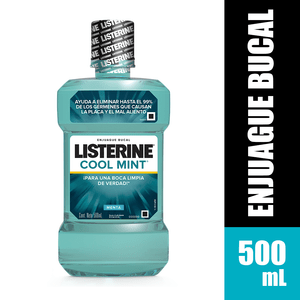 AYUDA A ELIMINAR HASTA EL 99%
DE LOS GÉRMENES QUE CAUSAN
LA PLACA Y EL MAL ALIENTO
ENJUAGUE BUCAL
LISTERINE
COOL MINT
¡PARA UNA BOCA LIMPIA
DE VERDAD!
MENTA
ENJUAGUE BUCAL
500
mL